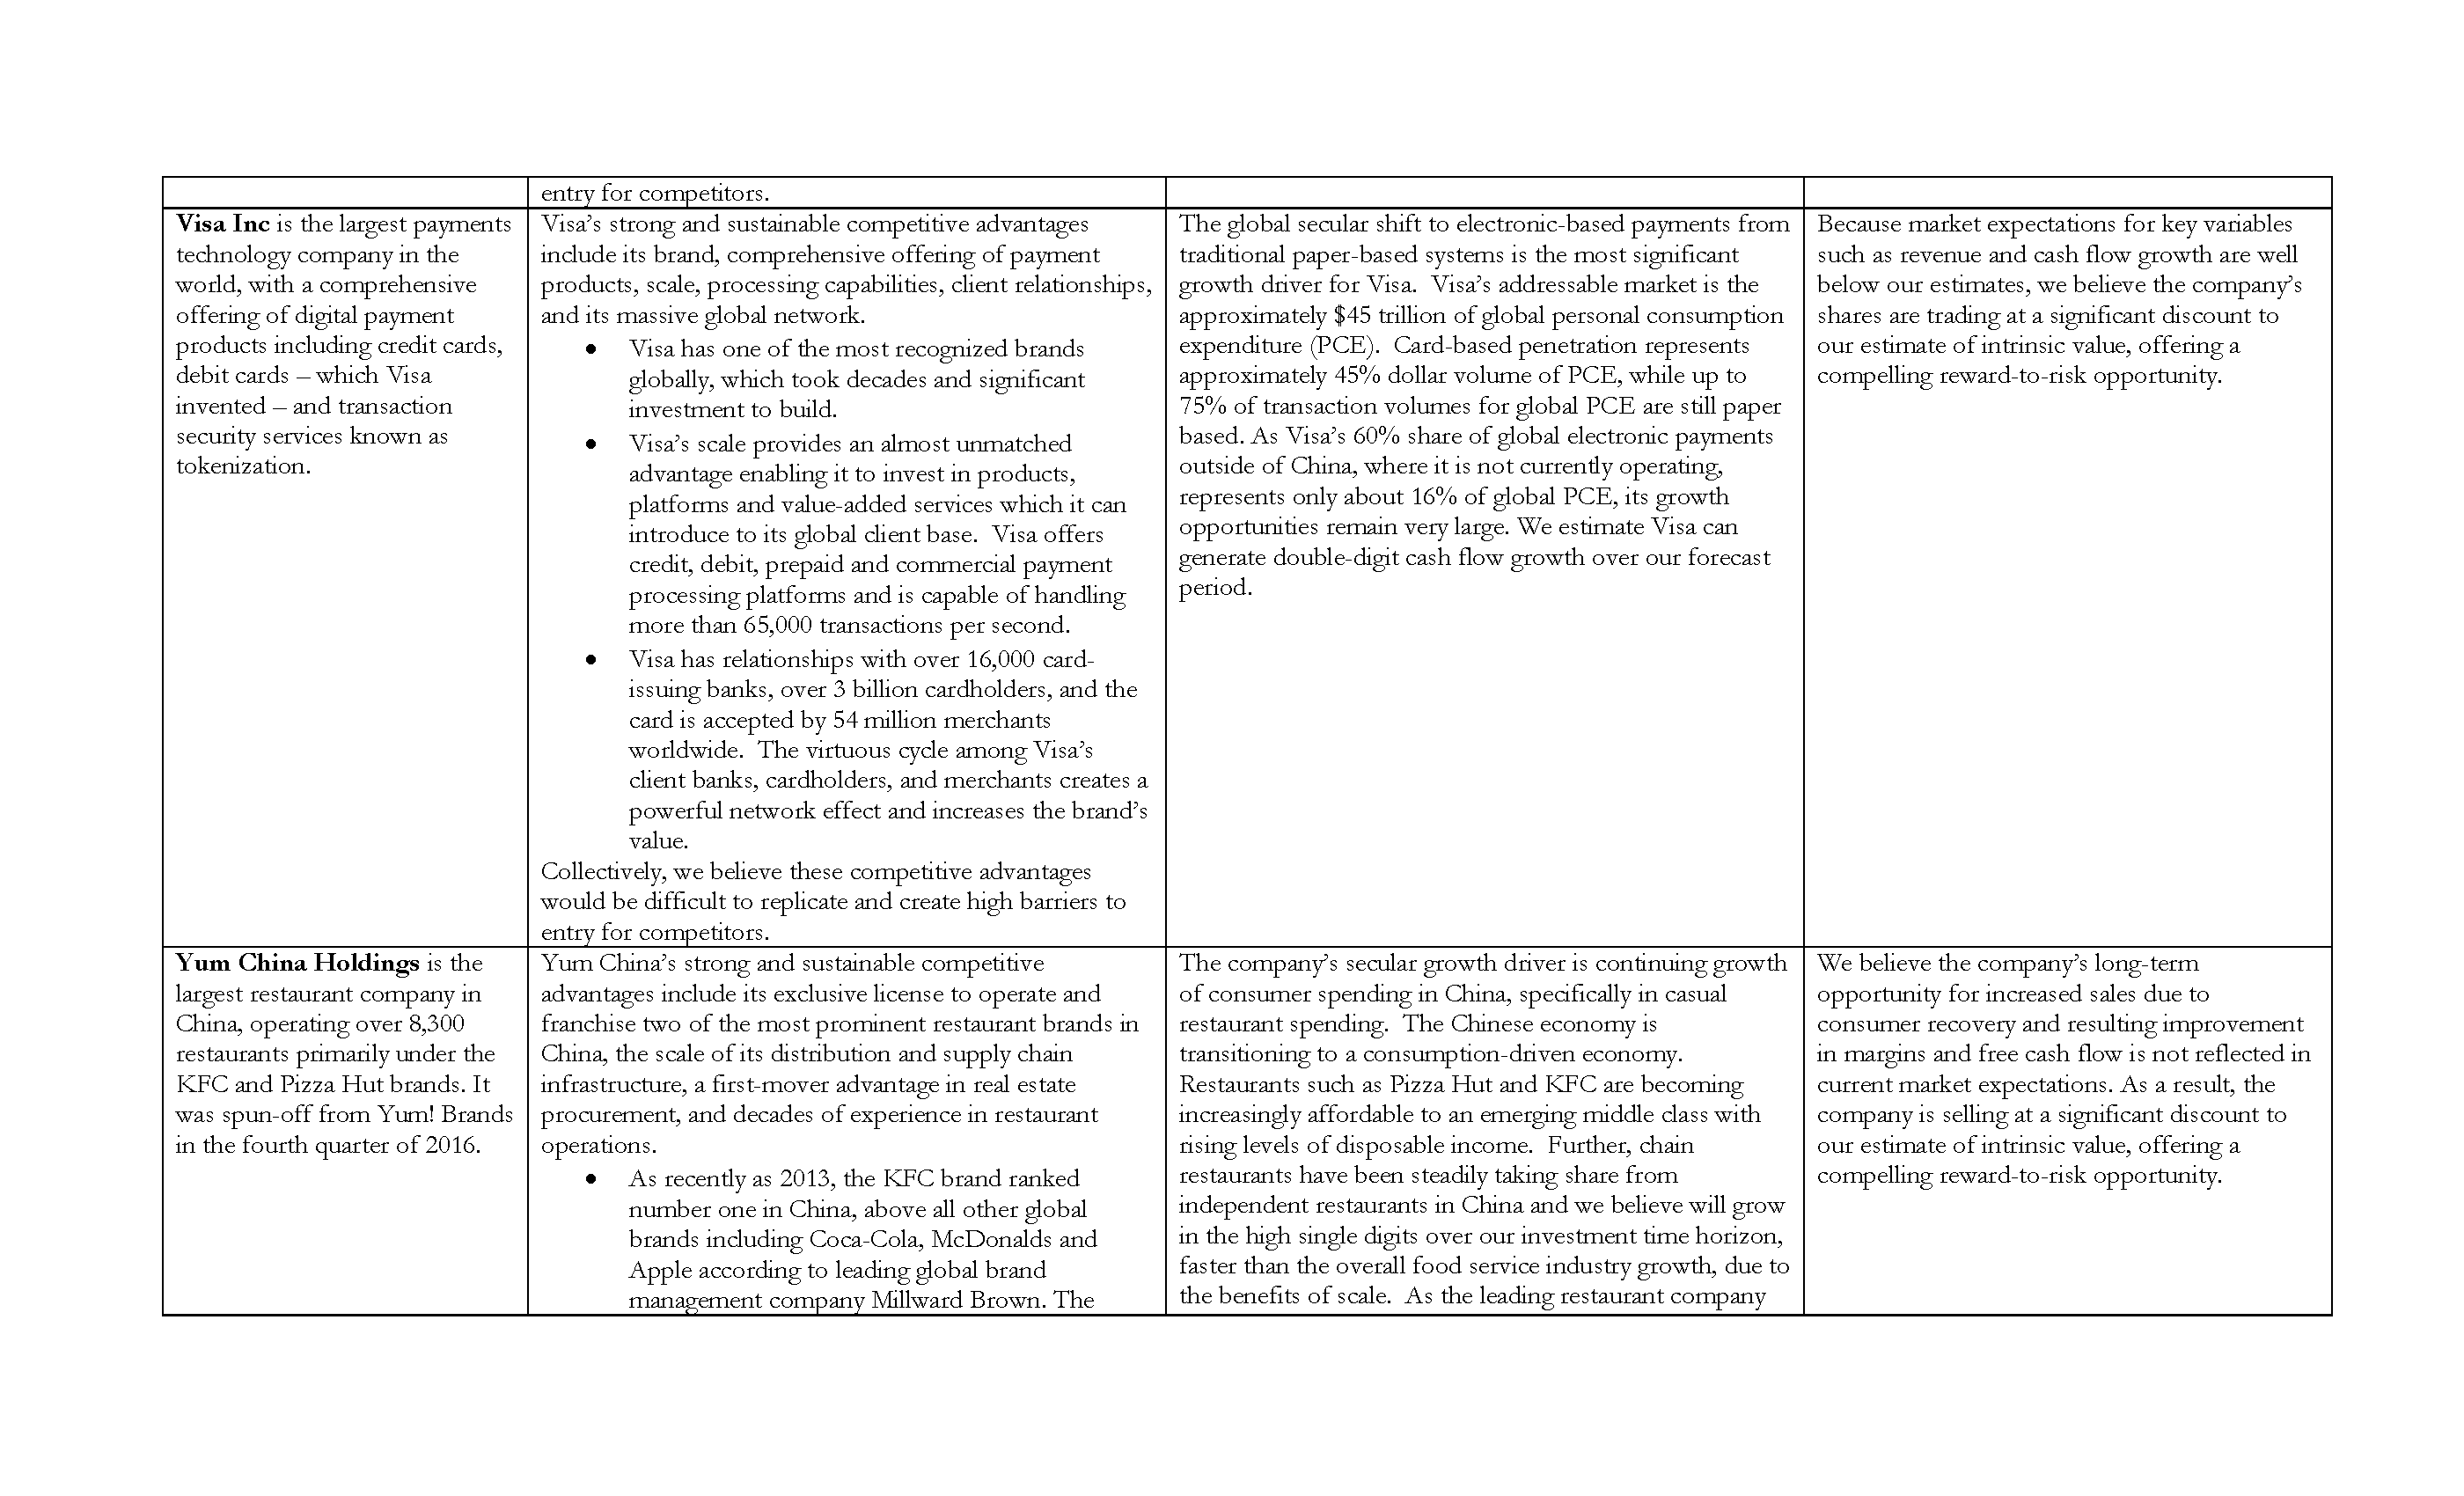 entry for competitors.
Visa Inc is the largest payments
technology company in the
world, with a comprehensive
offering of digital payment
products including credit cards,
debit cards – which Visa
invented – and transaction
security services known as
tokenization.
Visa’s strong and sustainable competitive advantages
include its brand, comprehensive offering of payment
products, scale, processing capabilities, client relationships,
and its massive global network.
• Visa has one of the most recognized brands
globally, which took decades and significant
investment to build.
• Visa’s scale provides an almost unmatched
advantage enabling it to invest in products,
platforms and value-added services which it can
introduce to its global client base.  Visa offers
credit, debit, prepaid and commercial payment
processing platforms and is capable of handling
more than 65,000 transactions per second.
• Visa has relationships with over 16,000 card-
issuing banks, over 3 billion cardholders, and the
card is accepted by 54 million merchants
worldwide.  The virtuous cycle among Visa’s
client banks, cardholders, and merchants creates a
powerful network effect and increases the brand’s
value.
Collectively, we believe these competitive advantages
would be difficult to replicate and create high barriers to
entry for competitors.
The global secular shift to electronic-based payments from
traditional paper-based systems is the most significant
growth driver for Visa.  Visa’s addressable market is the
approximately $45 trillion of global personal consumption
expenditure (PCE).  Card-based penetration represents
approximately 45% dollar volume of PCE, while up to
75% of transaction volumes for global PCE are still paper
based. As Visa’s 60% share of global electronic payments
outside of China, where it is not currently operating,
represents only about 16% of global PCE, its growth
opportunities remain very large. We estimate Visa can
generate double-digit cash flow growth over our forecast
period.
Because market expectations for key variables
such as revenue and cash flow growth are well
below our estimates, we believe the company’s
shares are trading at a significant discount to
our estimate of intrinsic value, offering a
compelling reward-to-risk opportunity.
Yum China Holdings is the
largest restaurant company in
China, operating over 8,300
restaurants primarily under the
KFC and Pizza Hut brands. It
was spun-off from Yum! Brands
in the fourth quarter of 2016.
Yum China’s strong and sustainable competitive
advantages include its exclusive license to operate and
franchise two of the most prominent restaurant brands in
China, the scale of its distribution and supply chain
infrastructure, a first-mover advantage in real estate
procurement, and decades of experience in restaurant
operations.
• As recently as 2013, the KFC brand ranked
number one in China, above all other global
brands including Coca-Cola, McDonalds and
Apple according to leading global brand
management company Millward Brown. The
The company’s secular growth driver is continuing growth
of consumer spending in China, specifically in casual
restaurant spending.  The Chinese economy is
transitioning to a consumption-driven economy.
Restaurants such as Pizza Hut and KFC are becoming
increasingly affordable to an emerging middle class with
rising levels of disposable income.  Further, chain
restaurants have been steadily taking share from
independent restaurants in China and we believe will grow
in the high single digits over our investment time horizon,
faster than the overall food service industry growth, due to
the benefits of scale.  As the leading restaurant company
We believe the company’s long-term
opportunity for increased sales due to
consumer recovery and resulting improvement
in margins and free cash flow is not reflected in
current market expectations. As a result, the
company is selling at a significant discount to
our estimate of intrinsic value, offering a
compelling reward-to-risk opportunity.